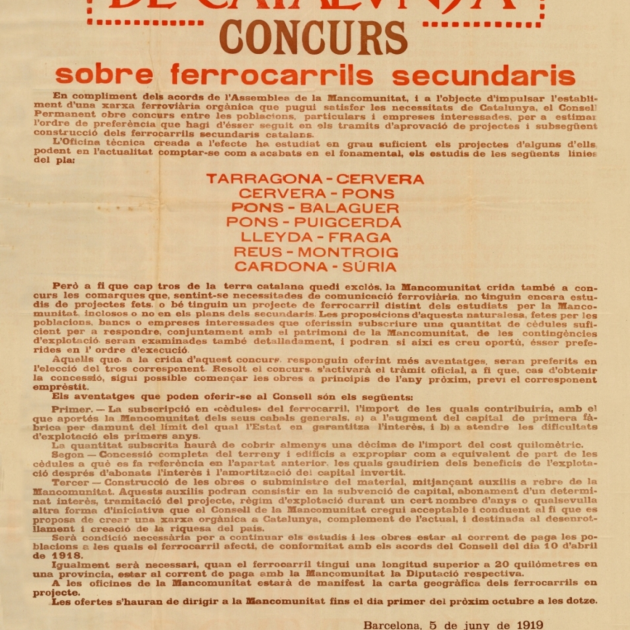 DE CATALUNYA
CONCURS
sobre ferrocarrils secundaris
En compliment dels acords de l'Assemblea de la Mancomunitat, i a l'objecte d'impulsar l'establi-
ment d'una xarxa ferroviària orgànica que pugui satisfer les necessitats de Catalunya, el Consell
Permanent obre concurs entre les poblacions, particulars i empreses interessades, per a estimar
l'ordre de preferència que hagi d'ésser seguit en els tramits d'aprovació de projectes i subsegüent
construcció dels ferrocarrils secundaris catalans.
L'Oficina tècnica creada a l'efecte ha estudiat en grau suficient els projectes d'alguns d'ells,
podent en l'actualitat comptar-se com a acabats en el fonamental, els estudis de les següents línies
del pla:
TARRAGONA - CERVERA
CERVERA - PONS
PONS - BALAGUER
PONS - PUIGCERDÁ
LLEYDA - FRAGA
REUS - MONTROIG
CARDONA - SÚRIA
Però a fi que cap tros de la terra catalana quedi exclós, la Mancomunitat crida també a con-
curs les comarques que, sentint-se necessitades de comunicació ferroviària, no tinguin encara estu-
dis de projectes fets, o bé tinguin un projecte de ferrocarril distint dels estudiats per la Manco-
munitat, inclosos o no en els plans de secundaris. Les proposicions d'aquesta naturalesa, fetes per les
poblacions, bancs o empreses interessades que ofereixin subscriure una quantitat de cèdules sufi-
cient per a respondre, conjuntament amb el patrimoni de la Mancomunitat, de les contingéncies
d'explotació, seran examinades també detalladament, i podran si aixi es creu oportú, ésser prefe-
rides en l'ordre d'execució.
Aquells que, a la crida d'aquest concurs, responguin oferint més aventatges, seran preferits en
l'elecció del tros corresponent. Resolt el concurs, s'activarà el tràmit oficial, a fi que, cas d'obtenir
la concessió, sigui possible començar les obres a principis de l'any próxim, previ el corresponent
empréstit.
Els aventatges que poden oferir-se al Consell són els següents:
Primer. — La subscripció en «cèdules» del ferrocarril, l'import de les quals contribuiria, amb el
que aportés la Mancomunitat dels seus cabals generals, a) a l'augment del capital de primera fà-
brica per damunt del límit del qual l'Estat en garantitza l'interés, i b) a atendre les dificultats
d'explotació els primers anys.
La quantitat subscrita haurà de cobrir almenys una dècima de l'import del cost quilomètric.
Segon — Concessió completa del terreny i edificis a expropiar com a equivalent de part de les
cèdules a què es fa referència en l'apartat anterior, les quals gaudirien dels beneficis de l'explota-
ció després d'abonats l'interés i l'amortització del capital invertit.
Tercer — Construcció de les obres o subministre del material, mitjançant auxilis a rebre de la
Mancomunitat. Aquests auxilis podran consistir en la subvenció de capital, abonament d'un determi-
nat interés, tramitació del projecte, règim d'explotació durant un cert nombre d'anys o qualsevulla
altra forma d'iniciativa que el Consell de la Mancomunitat cregui acceptable i conduent al fi que es
proposa de crear una xarxa orgànica a Catalunya, complement de l'actual, i destinada al desenrot-
llament i creació de la riquesa del país.
Serà condició necessària per a continuar els estudis i les obres estar al corrent de paga les po-
blacions a les quals el ferrocarril afecti, de conformitat amb els acords del Consell del dia 10 d'abril
de 1918.
Igualment serà necessari, quan el ferrocarril tingui una longitud superior a 20 quilómetres en
una província, estar al corrent de paga amb la Mancomunitat la Diputació respectiva.
A les oficines de la Mancomunitat estarà de manifest la carta geogràfica dels ferrocarrils en
projecte.
Les ofertes s'hauran de dirigir a la Mancomunitat fins el dia primer del próxim octubre a les dotze.
Barcelona, 5 de juny de 1919